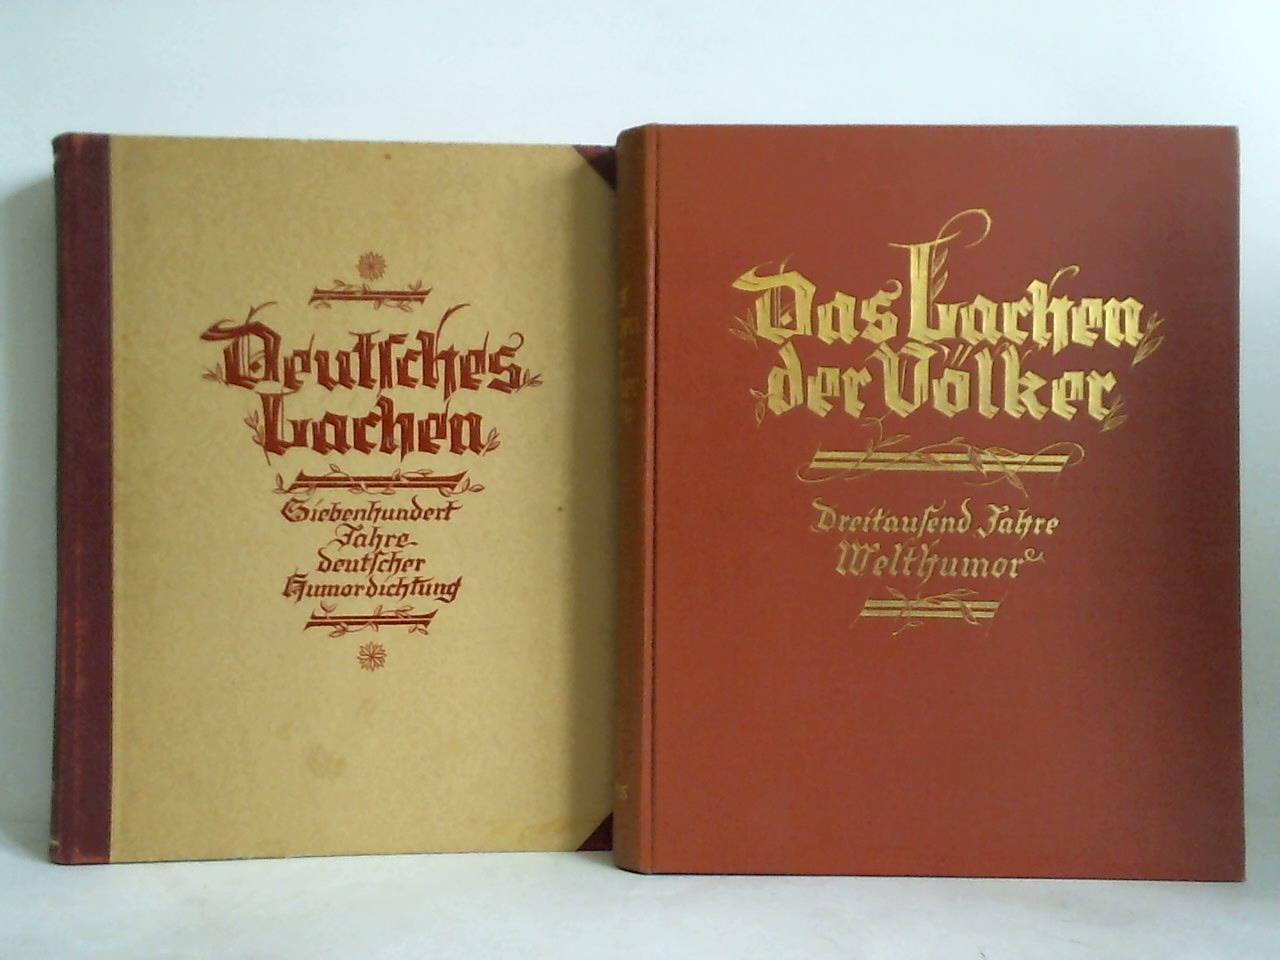 Deutsches
Lachen
Siebenhundert
Jahre
deutscher
Humordichtung
Das Lachen
der Völker
Dreitausend Jahre
Welthumor